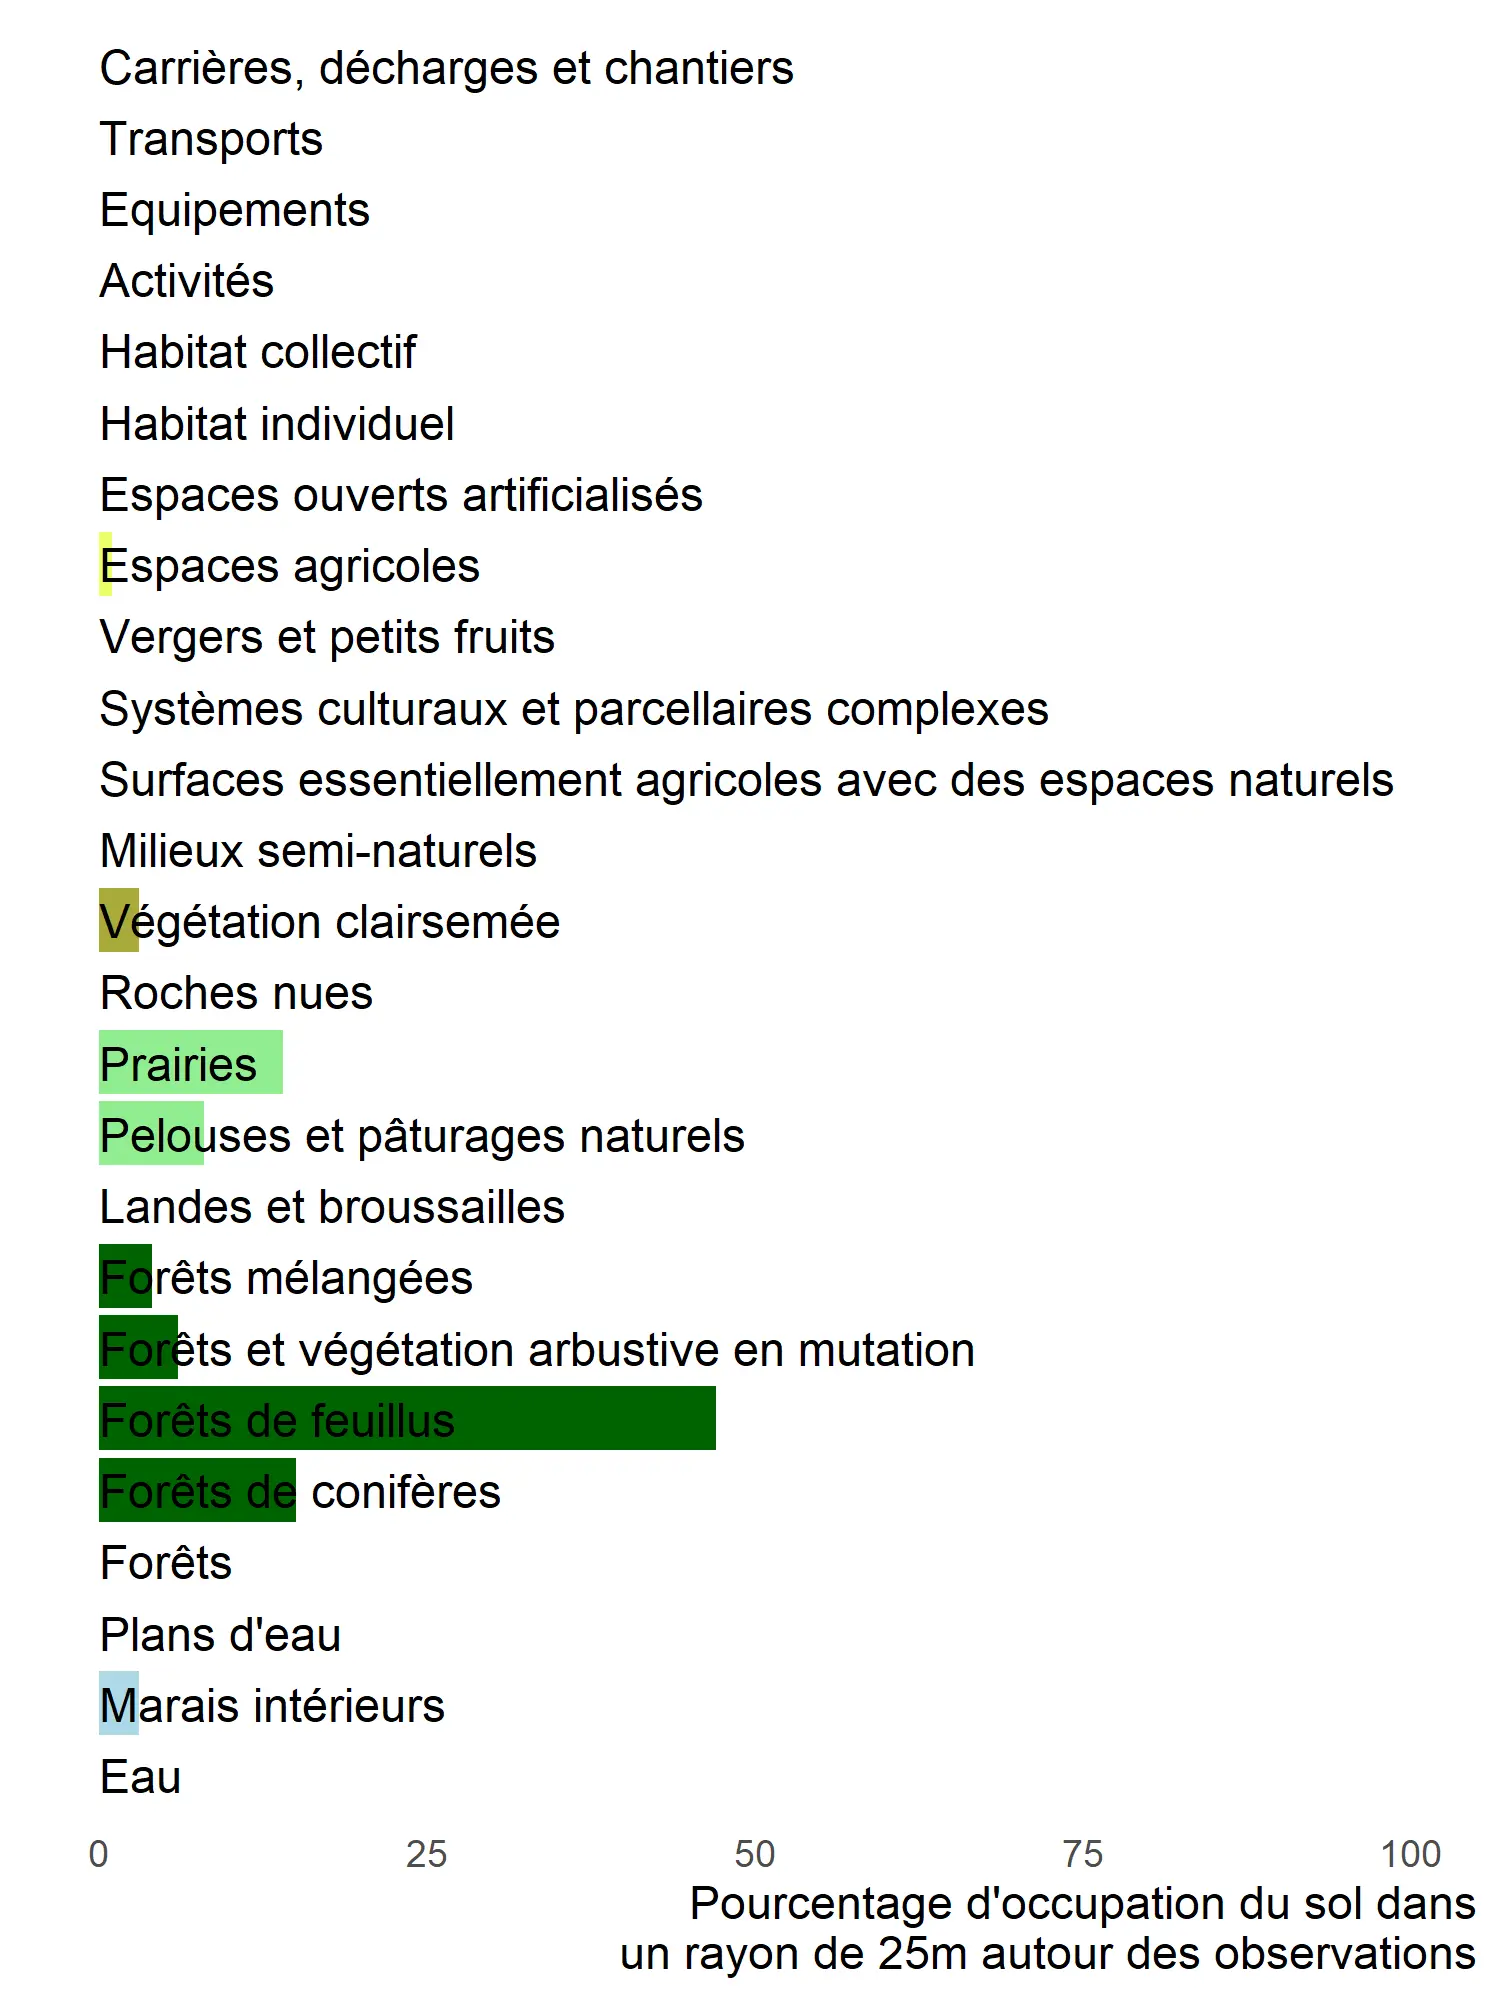 Carrières, décharges et chantiers
Transports
Equipements
Activités
Habitat collectif
Habitat individuel
Espaces ouverts artificialisés
Espaces agricoles
Vergers et petits fruits
Systèmes culturaux et parcellaires complexes
Surfaces essentiellement agricoles avec des espaces naturels
Milieux semi-naturels
Végétation clairsemée
Roches nues
Prairies
Pelouses et pâturages naturels
Landes et broussailles
Forêts mélangées
Forêts et végétation arbustive en mutation
Forêts de feuillus
Forêts de conifères
Forêts
Plans d'eau
Marais intérieurs
Eau
0 25 50 75 100
Pourcentage d'occupation du sol dans
un rayon de 25m autour des observations